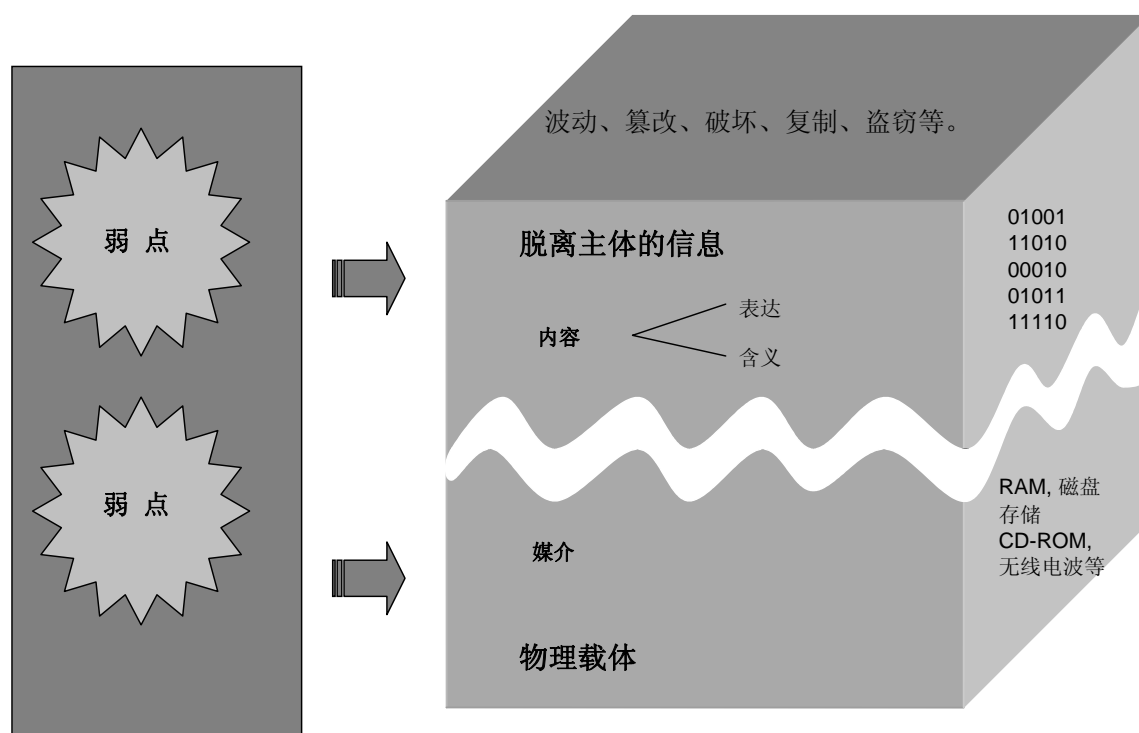 波动、篡改、破坏、复制、盗窃等。
弱 点
脱离主体的信息
内容
表达
含义
01001
11010
00010
01011
11110
弱 点
媒介
物理载体
RAM, 磁盘
存储
CD-ROM,
无线电波等